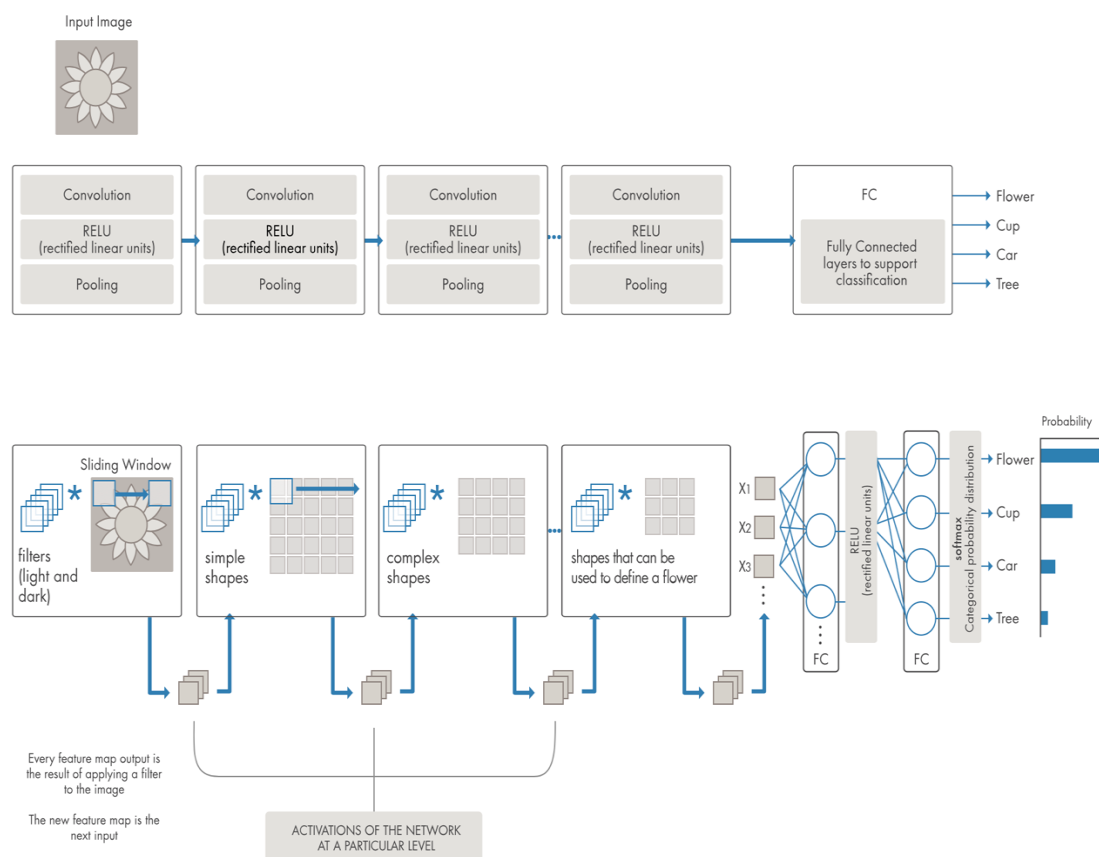 Input Image
Convolution
RELU
(rectified linear units)
Pooling
Convolution
RELU
(rectified linear units)
Pooling
Convolution
RELU
(rectified linear units)
Pooling
Convolution
RELU
(rectified linear units)
Pooling
FC
Fully Connected
layers to support
classification
Flower
Cup
Car
Tree
Sliding Window
*
filters
(light and
dark)
*
simple
shapes
*
complex
shapes
*
shapes that can be
used to define a flower
X1
X2
X3
FC
RELU
(rectified linear units)
FC
softmax
Categorical probability distribution
Probability
Flower
Cup
Car
Tree
Every feature map output is
the result of applying a filter
to the image
The new feature map is the
next input
ACTIVATIONS OF THE NETWORK
AT A PARTICULAR LEVEL